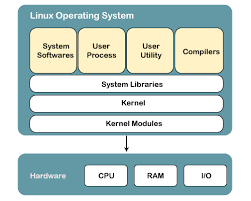 Linux Operating System
System Softwares
User Process
User Utility
Compilers
System Libraries
Kernel
Kernel Modules
Hardware
CPU
RAM
I/O